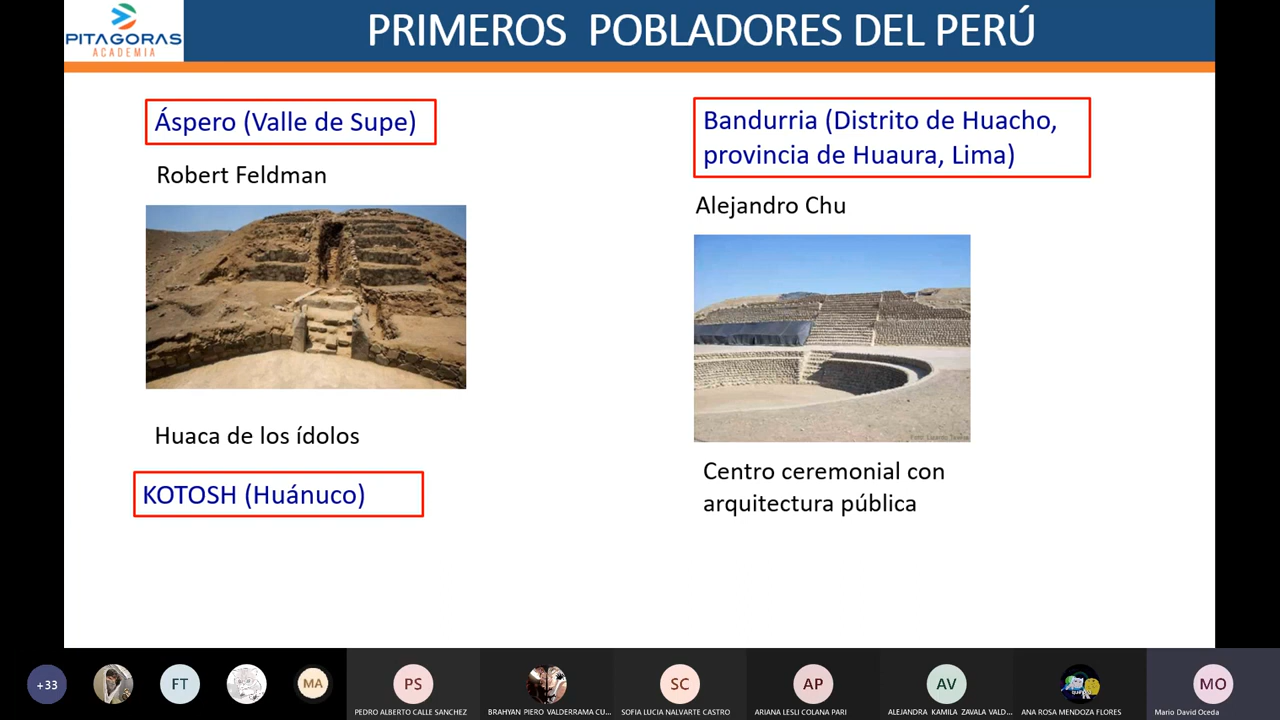 PITAGORAS
ACADEMIA
PRIMEROS POBLADORES DEL PERÚ
Áspero (Valle de Supe)
Robert Feldman
Huaca de los ídolos
KOTOSH (Huánuco)
Bandurria (Distrito de Huacho,
provincia de Huaura, Lima)
Alejandro Chu
Centro ceremonial con
arquitectura pública
+33
FT
MA
PS
SC
AP
AV
MO
PEDRO ALBERTO CALLE SANCHEZ
BRAHYAN PIERO VALDERRAMA CU...
SOFIA LUCIA NALVARTE CASTRO
ARIANA LESLI COLANA PARI
ALEJANDRA KAMILA ZAVALA VALD...
ANA ROSA MENDOZA FLORES
Mario David Oceda